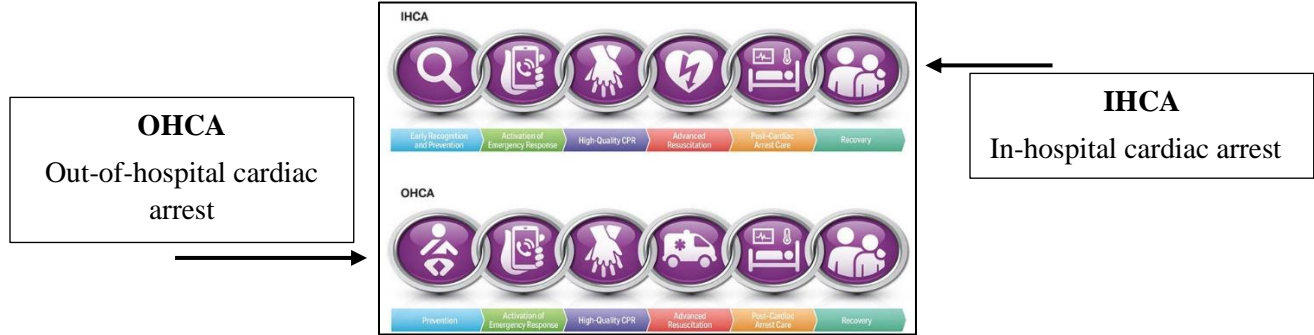 IHCA
Early Recognition
and Prevention
Activation of
Emergency Response
High-Quality CPR
Advanced
Resuscitation
Post-Cardiac
Arrest Care
Recovery
OHCA
Out-of-hospital cardiac
arrest
IHCA
In-hospital cardiac arrest
OHCA
Prevention
Activation of
Emergency Response
High-Quality CPR
Advanced
Resuscitation
Post-Cardiac
Arrest Care
Recovery